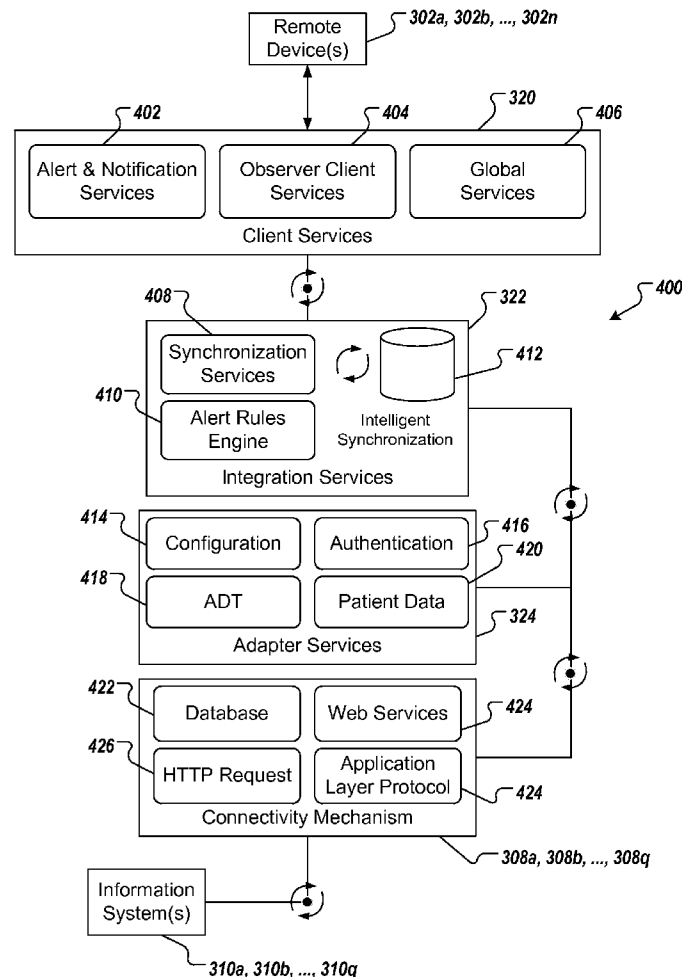 Remote
Device(s)
302a, 302b, ..., 302n
402
404
320
406
Alert & Notification
Services
Observer Client
Services
Global
Services
Client Services
408
322
400
Synchronization
Services
412
410
Alert Rules
Engine
Intelligent
Synchronization
Integration Services
414
Configuration
Authentication
416
420
418
ADT
Patient Data
Adapter Services
324
422
Database
Web Services
424
426
HTTP Request
Application
Layer Protocol
424
Connectivity Mechanism
308a, 308b, ..., 308q
Information
System(s)
310a, 310b, ..., 310q